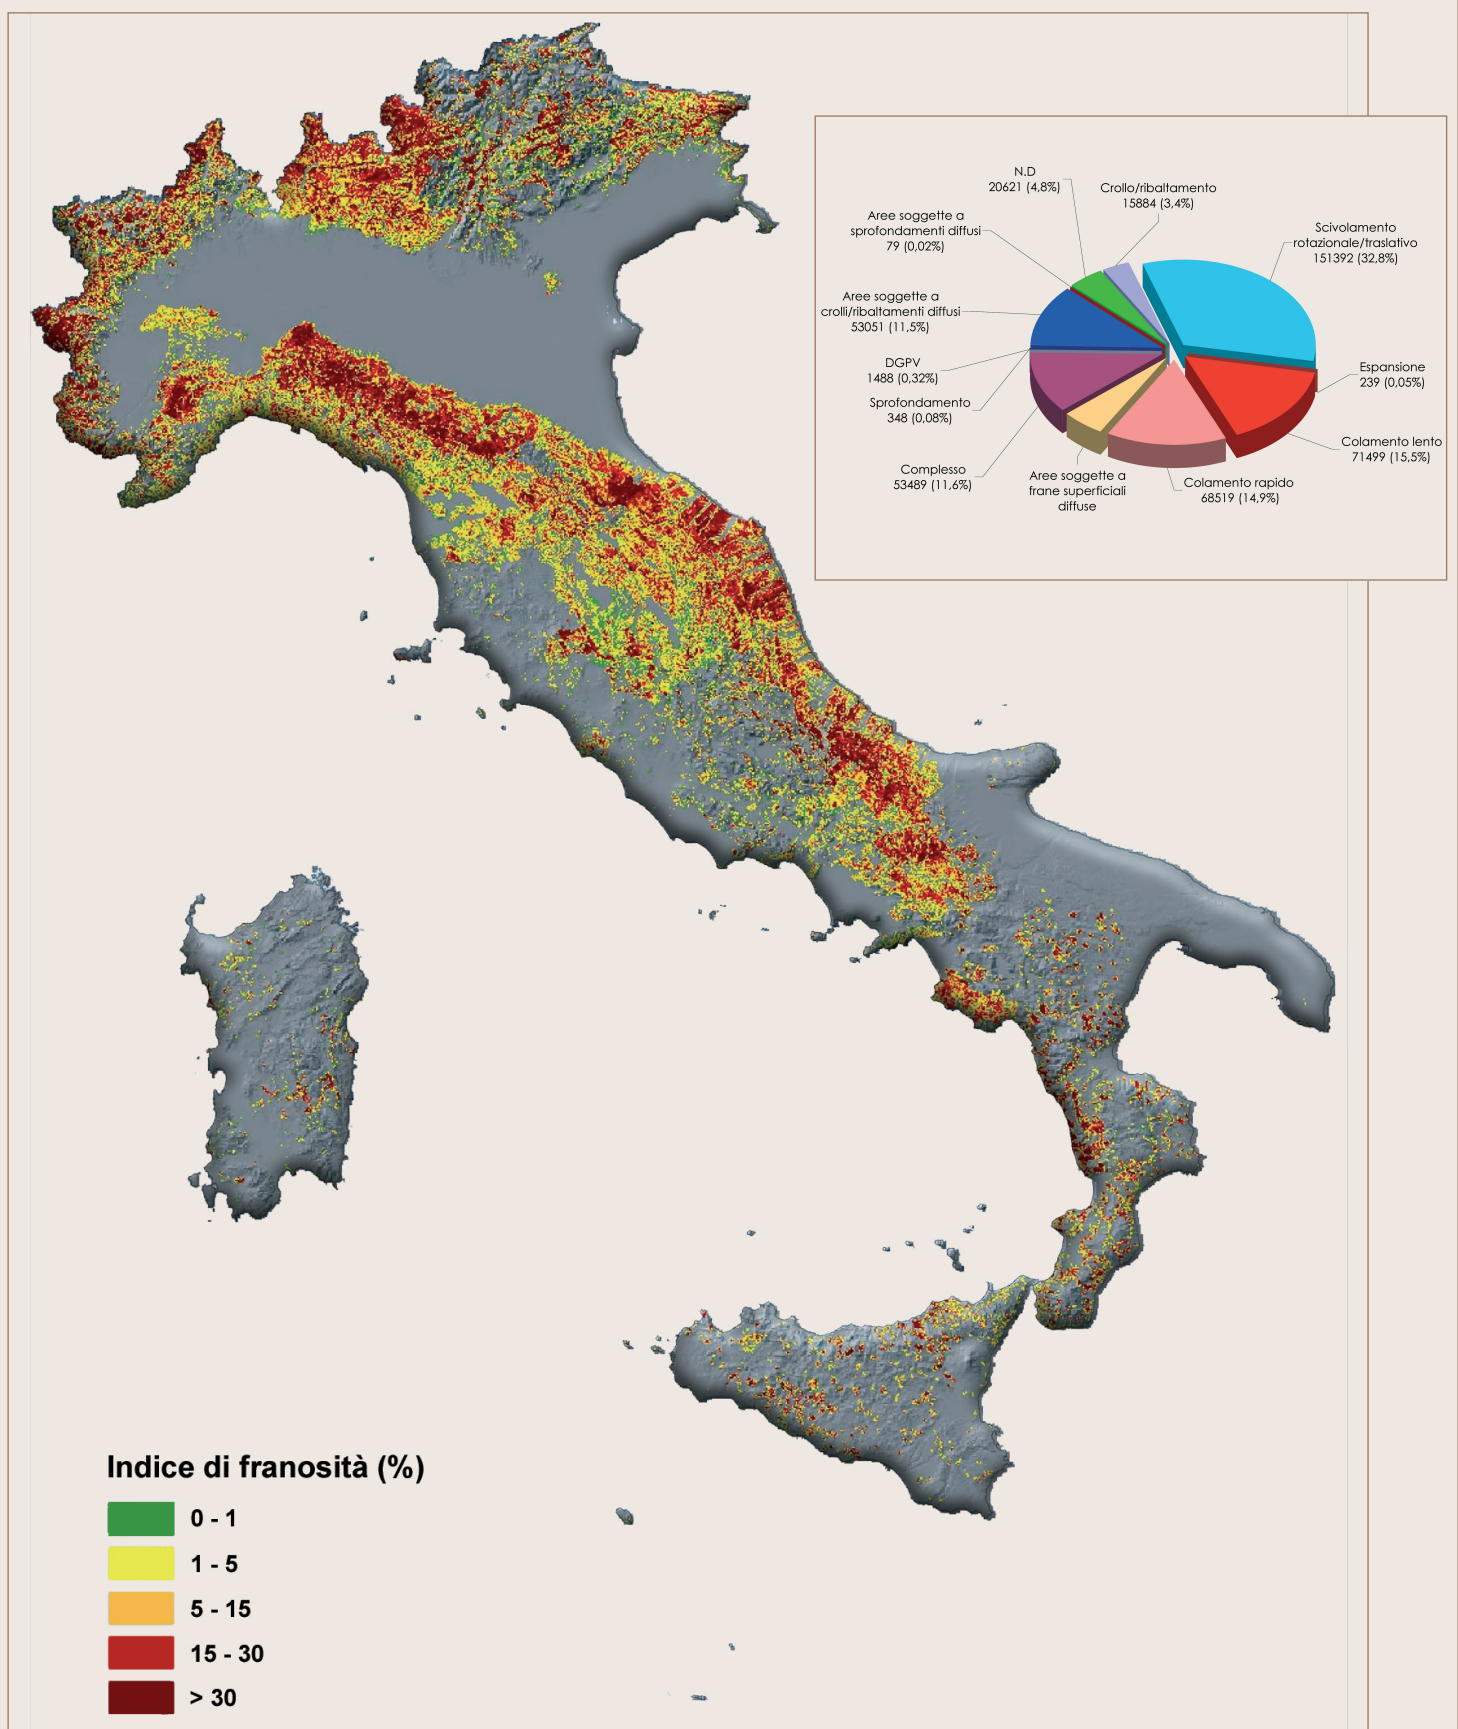 N.D
20621 (4,8%)
Crollo/ribaltamento
15884 (3,4%)
Aree soggette a
sprofondamenti diffusi
79 (0,02%)
Scivolamento
rotazionale/traslativo
151392 (32,8%)
Aree soggette a
crolli/ribaltamenti diffusi
53051 (11,5%)
DGPV
1488 (0,32%)
Espansione
239 (0,05%)
Sprofondamento
348 (0,08%)
Colamento lento
71499 (15,5%)
Complesso
53489 (11,6%)
Aree soggette a
frane superficiali
diffuse
Colamento rapido
68519 (14,9%)
Indice di franosità (%)
0 - 1
1 - 5
5 - 15
15 - 30
> 30